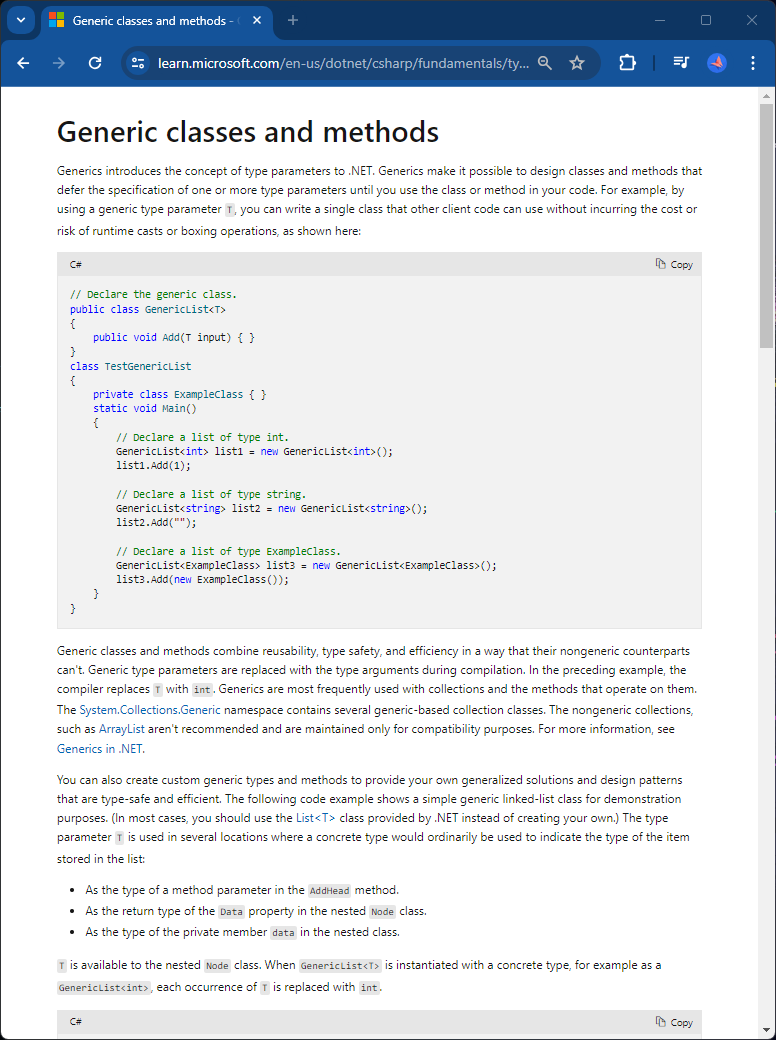 Generic classes and methods -
learn.microsoft.com/en-us/dotnet/csharp/fundamentals/ty...
Generic classes and methods
Generics introduces the concept of type parameters to .NET. Generics make it possible to design classes and methods that
defer the specification of one or more type parameters until you use the class or method in your code. For example, by
using a generic type parameter T, you can write a single class that other client code can use without incurring the cost or
risk of runtime casts or boxing operations, as shown here:
C# Copy
// Declare the generic class.
public class GenericList<T>
{
    public void Add(T input) { }
}
class TestGenericList
{
    private class ExampleClass { }
    static void Main()
    {
        // Declare a list of type int.
        GenericList<int> list1 = new GenericList<int>();
        list1.Add(1);
        // Declare a list of type string.
        GenericList<string> list2 = new GenericList<string>();
        list2.Add("");
        // Declare a list of type ExampleClass.
        GenericList<ExampleClass> list3 = new GenericList<ExampleClass>();
        list3.Add(new ExampleClass());
    }
}
Generic classes and methods combine reusability, type safety, and efficiency in a way that their nongeneric counterparts
can't. Generic type parameters are replaced with the type arguments during compilation. In the preceding example, the
compiler replaces T with int. Generics are most frequently used with collections and the methods that operate on them.
The System.Collections.Generic namespace contains several generic-based collection classes. The nongeneric collections,
such as ArrayList aren't recommended and are maintained only for compatibility purposes. For more information, see
Generics in .NET.
You can also create custom generic types and methods to provide your own generalized solutions and design patterns
that are type-safe and efficient. The following code example shows a simple generic linked-list class for demonstration
purposes. (In most cases, you should use the List<T> class provided by .NET instead of creating your own.) The type
parameter T is used in several locations where a concrete type would ordinarily be used to indicate the type of the item
stored in the list:
• As the type of a method parameter in the AddHead method.
• As the return type of the Data property in the nested Node class.
• As the type of the private member data in the nested class.
T is available to the nested Node class. When GenericList<T> is instantiated with a concrete type, for example as a
GenericList<int>, each occurrence of T is replaced with int.
C# Copy